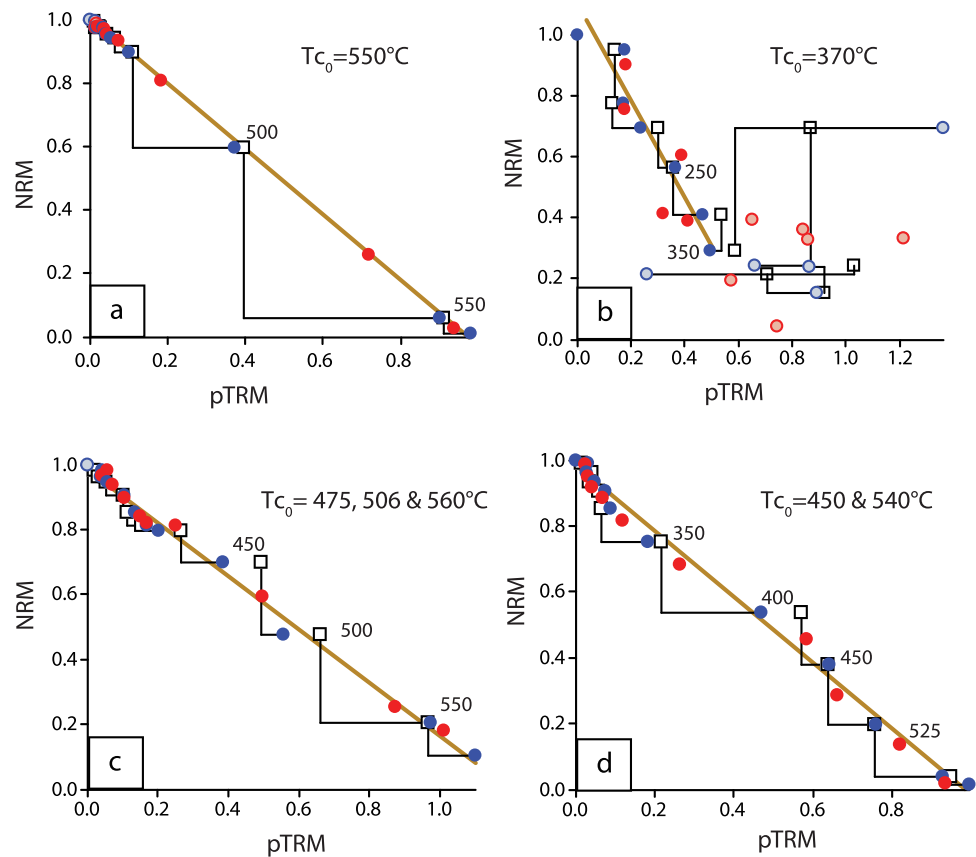 1.0
0.8
0.6
0.4
0.2
0.0
NRM
Tc0=550°C
500
550
a
0.0 0.2 0.4 0.6 0.8
pTRM
1.0
0.8
0.6
0.4
0.2
0.0
NRM
Tc0=370°C
250
350
b
0.0 0.2 0.4 0.6 0.8 1.0 1.2
pTRM
1.0
0.8
0.6
0.4
0.2
0.0
NRM
Tc0= 475, 506 & 560°C
450
500
550
c
0.0 0.2 0.4 0.6 0.8 1.0
pTRM
1.0
0.8
0.6
0.4
0.2
0.0
NRM
Tc0=450 & 540°C
350
400
450
525
d
0.0 0.2 0.4 0.6 0.8
pTRM